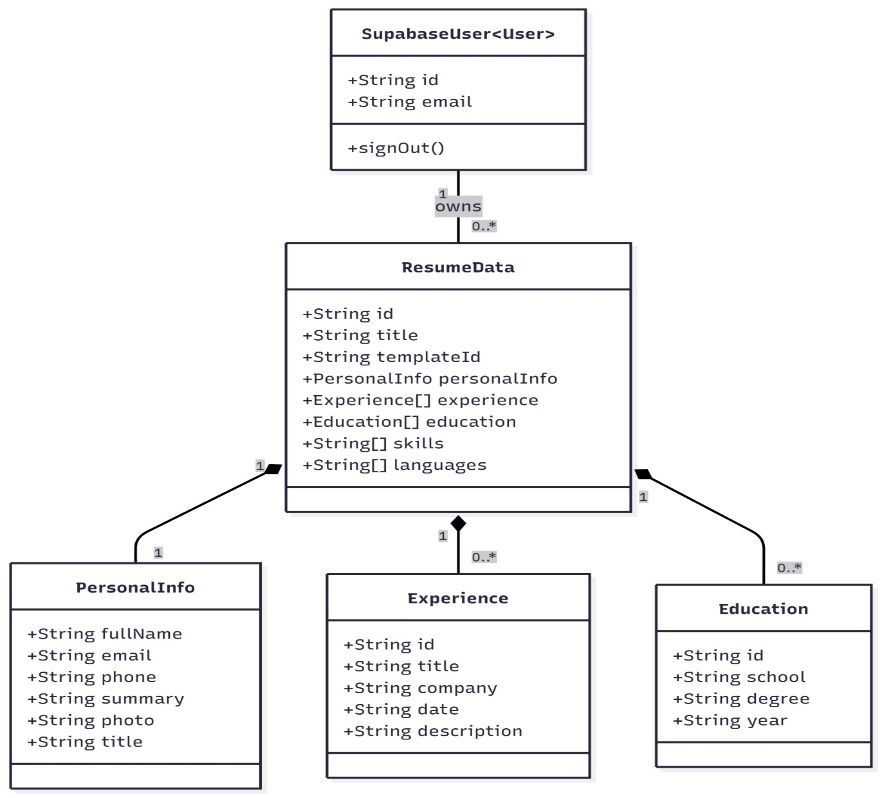 SupabaseUser<User>
+String id
+String email
+signOut()
1
owns
0..*
ResumeData
+String id
+String title
+String templateId
+PersonalInfo personalInfo
+Experience[] experience
+Education[] education
+String[] skills
+String[] languages
1
1
1
1
0..*
0..*
PersonalInfo
+String fullName
+String email
+String phone
+String summary
+String photo
+String title
Experience
+String id
+String title
+String company
+String date
+String description
Education
+String id
+String school
+String degree
+String year